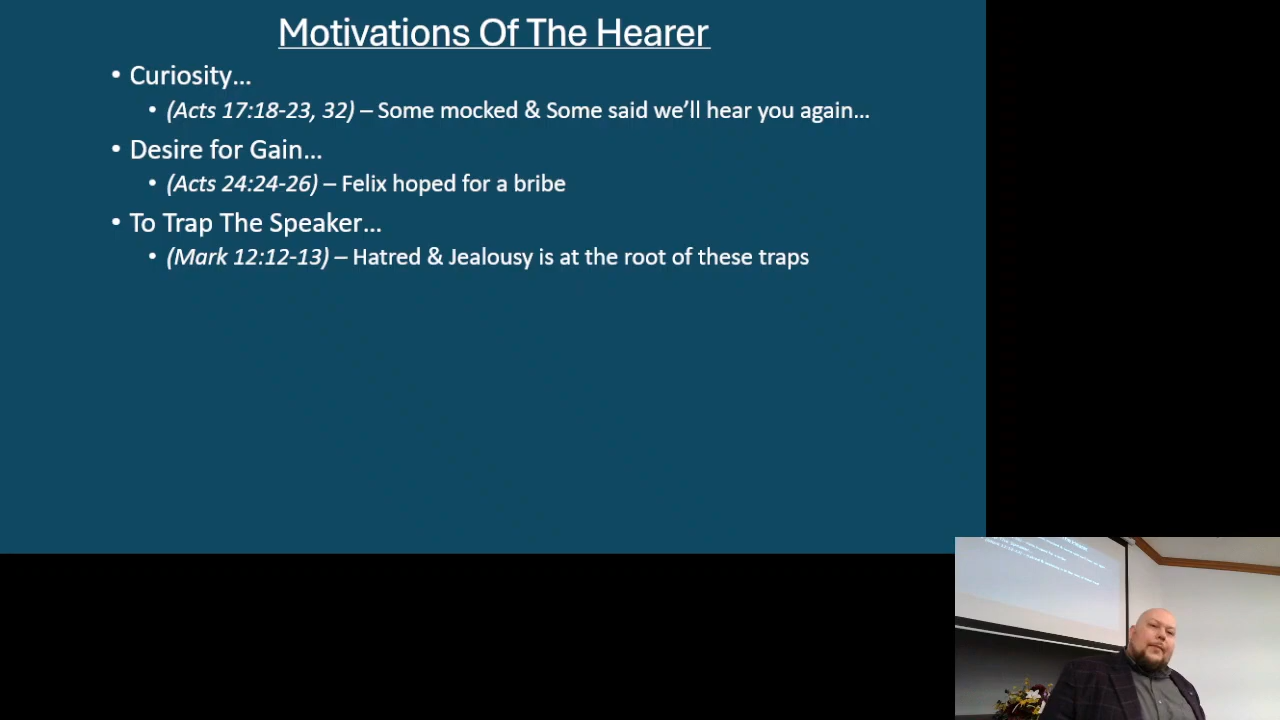 Motivations Of The Hearer
• Curiosity...
• (Acts 17:18-23, 32) – Some mocked & Some said we'll hear you again...
• Desire for Gain...
• (Acts 24:24-26) – Felix hoped for a bribe
• To Trap The Speaker...
• (Mark 12:12-13) – Hatred & Jealousy is at the root of these traps